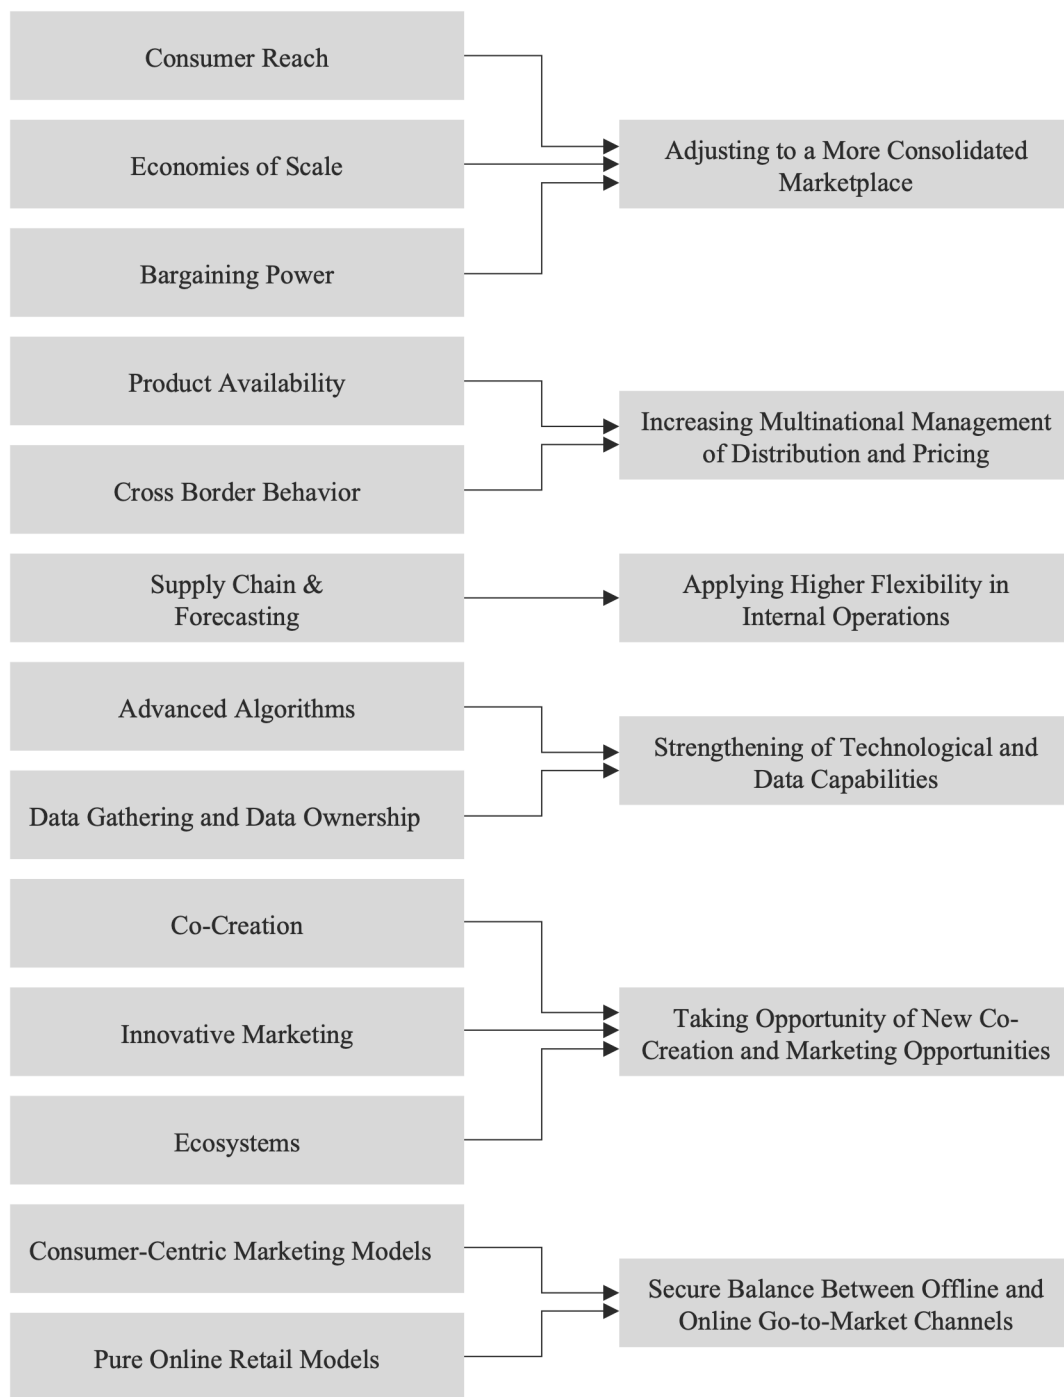 Consumer Reach
Economies of Scale
Bargaining Power
Adjusting to a More Consolidated
Marketplace
Product Availability
Cross Border Behavior
Increasing Multinational Management
of Distribution and Pricing
Supply Chain &
Forecasting
Applying Higher Flexibility in
Internal Operations
Advanced Algorithms
Data Gathering and Data Ownership
Strengthening of Technological and
Data Capabilities
Co-Creation
Innovative Marketing
Ecosystems
Taking Opportunity of New Co-
Creation and Marketing Opportunities
Consumer-Centric Marketing Models
Pure Online Retail Models
Secure Balance Between Offline and
Online Go-to-Market Channels